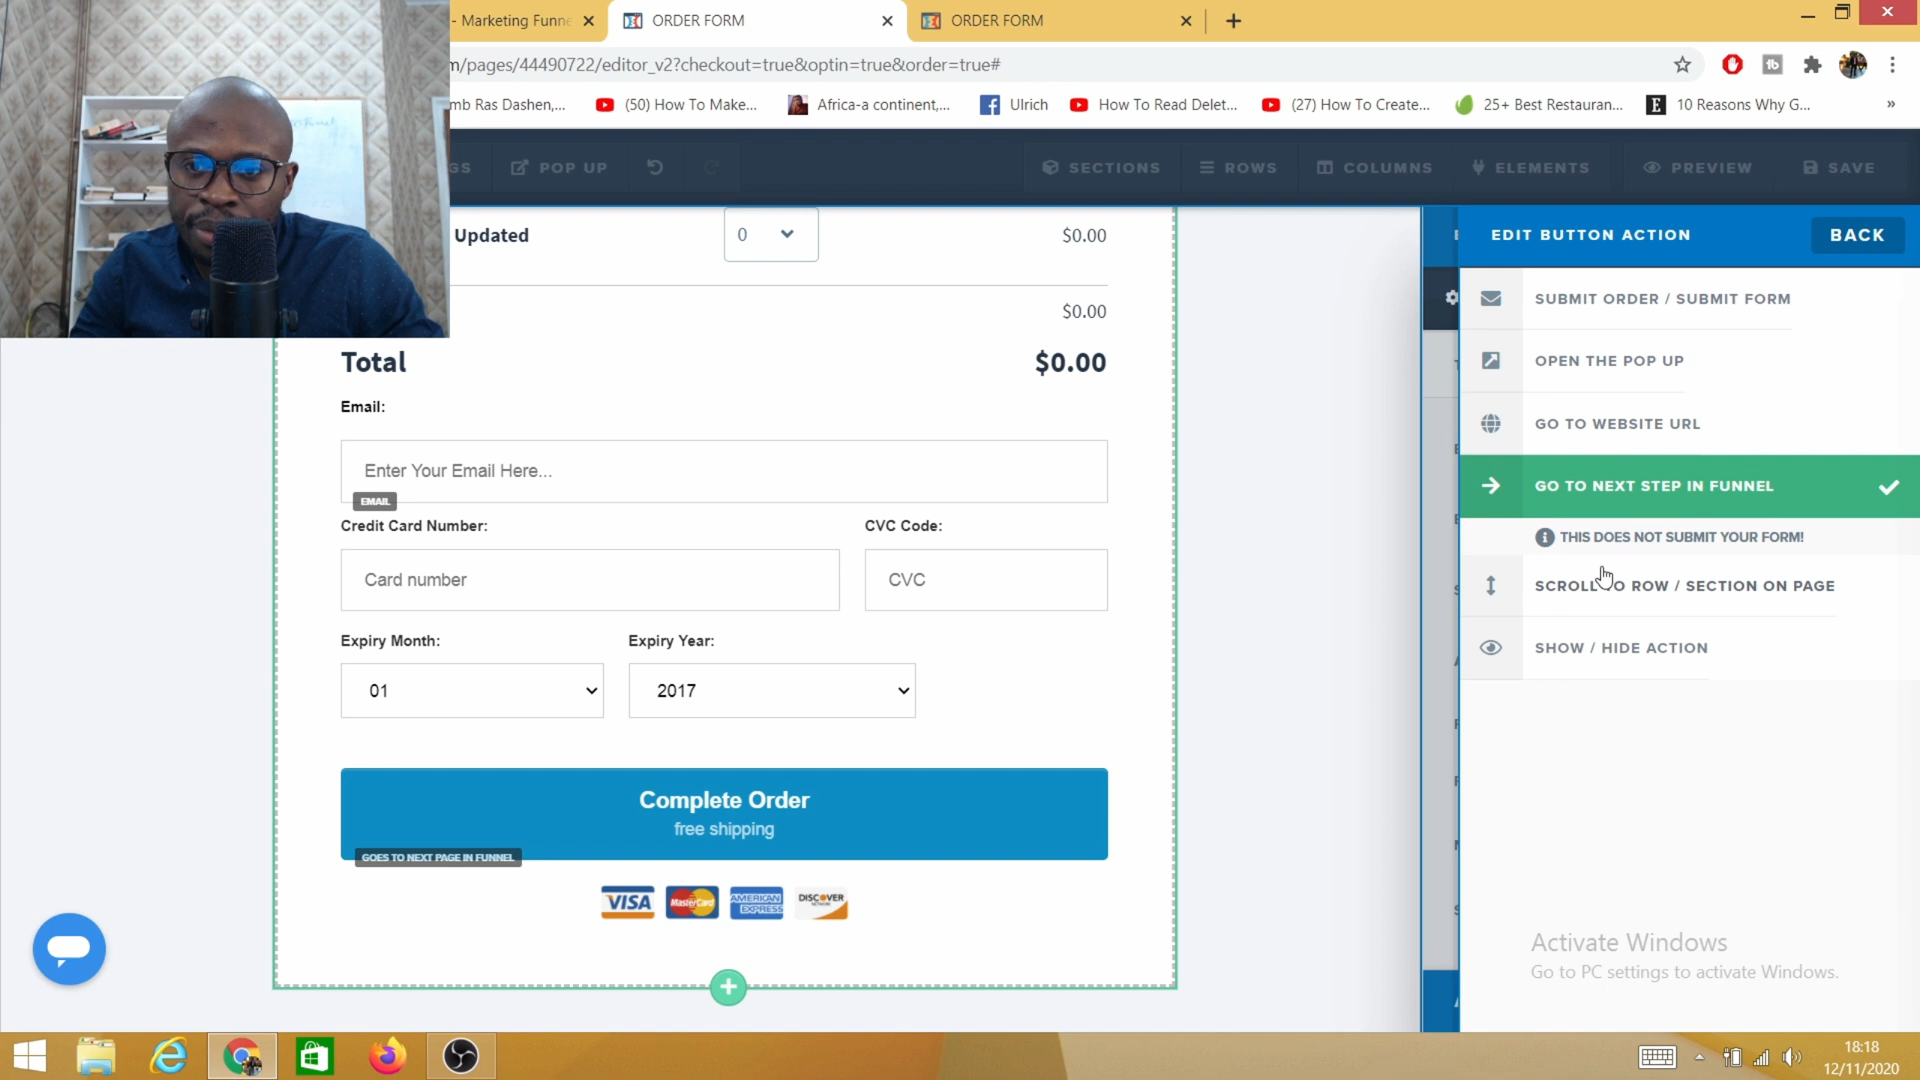 - Marketing Funne
ORDER FORM
ORDER FORM
m/pages/44490722/editor_v2?checkout=true&optin=true&order=true#
mb Ras Dashen,...
(50) How To Make...
Africa-a continent,...
Ulrich
How To Read Delet...
(27) How To Create...
25+ Best Restauran...
10 Reasons Why G...
»
GS
POP UP
SECTIONS
ROWS
COLUMNS
ELEMENTS
PREVIEW
SAVE
Updated
0
$0.00
$0.00
Total
$0.00
Email:
Enter Your Email Here...
EMAIL
Credit Card Number:
CVC Code:
Card number
CVC
Expiry Month:
Expiry Year:
01
2017
Complete Order
free shipping
GOES TO NEXT PAGE IN FUNNEL
VISA
MasterCard
AMERICAN EXPRESS
DISCOVER
EDIT BUTTON ACTION
BACK
SUBMIT ORDER / SUBMIT FORM
OPEN THE POP UP
GO TO WEBSITE URL
GO TO NEXT STEP IN FUNNEL
THIS DOES NOT SUBMIT YOUR FORM!
SCROLL TO ROW / SECTION ON PAGE
SHOW / HIDE ACTION
Activate Windows
Go to PC settings to activate Windows.
18:18
12/11/2020